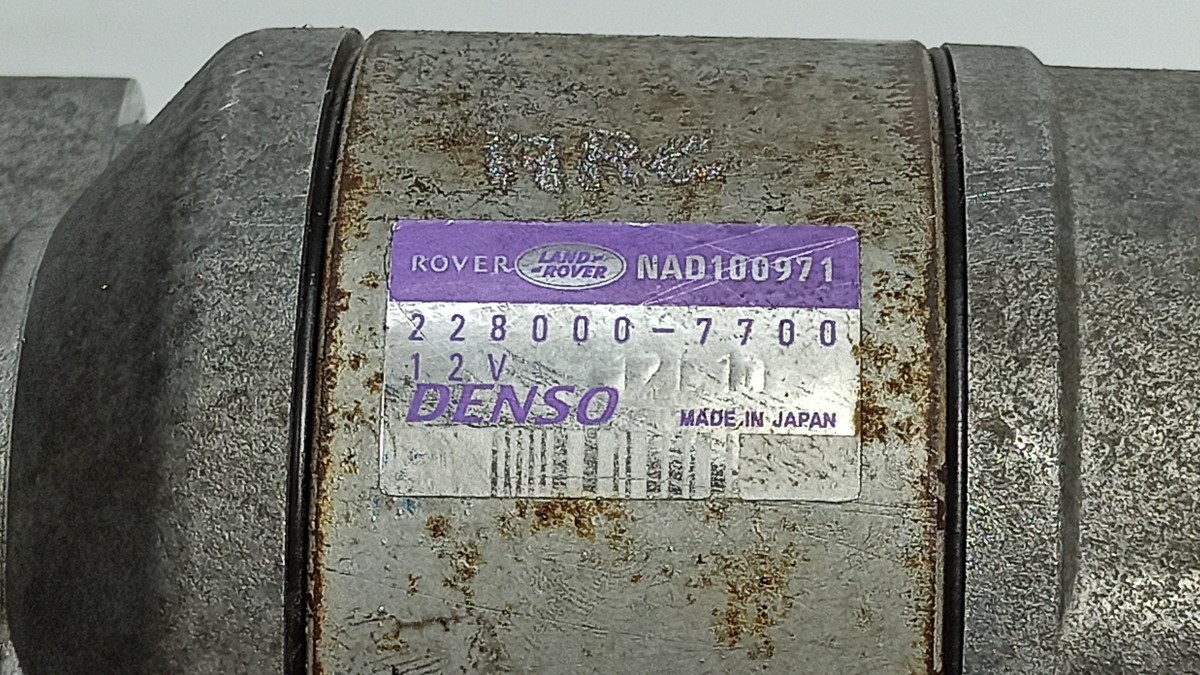 ROVER LAND ROVER NAD100971
228000-7700
12V
DENSO MADE IN JAPAN